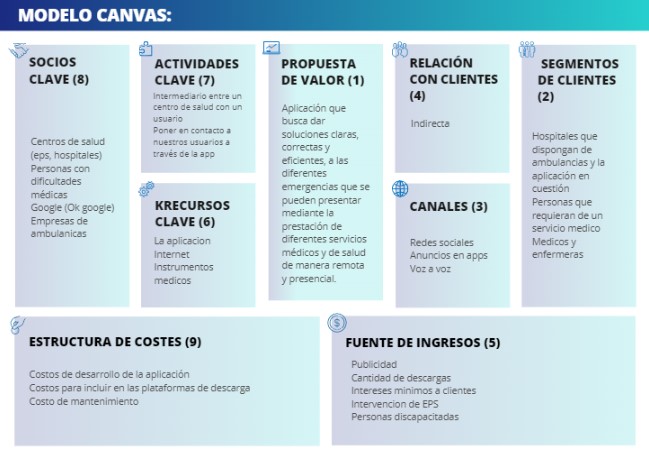 MODELO CANVAS:
SOCIOS
CLAVE (8)
Centros de salud
(eps, hospitales)
Personas con
dificultades
médicas
Google (Ok google)
Empresas de
ambulanicas
ACTIVIDADES
CLAVE (7)
Intermediario entre un
centro de salud con un
usuario
Poner en contacto a
nuestros usuarios a
través de la app
KRECURSOS
CLAVE (6)
La aplicacion
Internet
Instrumentos
medicos
PROPUESTA
DE VALOR (1)
Aplicación que
busca dar
soluciones claras,
correctas y
eficientes, a las
diferentes
emergencias que se
pueden presentar
mediante la
prestación de
diferentes servicios
médicos y de salud
de manera remota
y presencial.
RELACIÓN
CON CLIENTES
(4)
Indirecta
CANALES (3)
Redes sociales
Anuncios en apps
Voz a voz
SEGMENTOS
DE CLIENTES
(2)
Hospitales que
dispongan de
ambulancias y la
aplicación en
cuestión
Personas que
requieran de un
servicio medico
Medicos y
enfermeras
ESTRUCTURA DE COSTES (9)
Costos de desarrollo de la aplicación
Costos para incluir en las plataformas de descarga
Costo de mantenimiento
FUENTE DE INGRESOS (5)
Publicidad
Cantidad de descargas
Intereses minimos a clientes
Intervencion de EPS
Personas discapacitadas